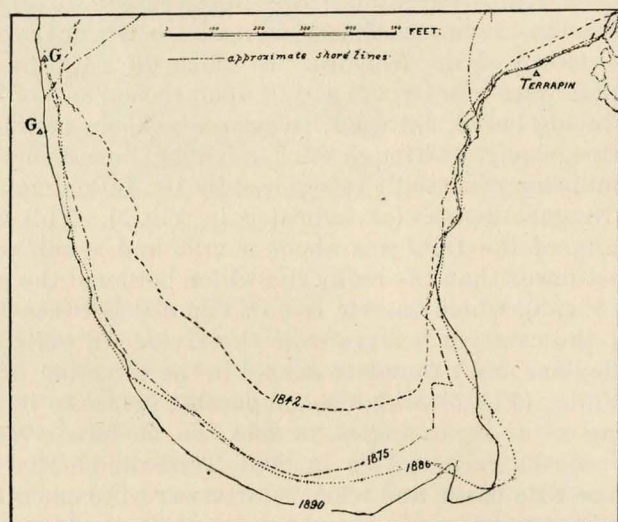 100 200 300 400 500 FEET.
approximate shore lines
G
G
TERRAPIN
1842
1875
1886
1890